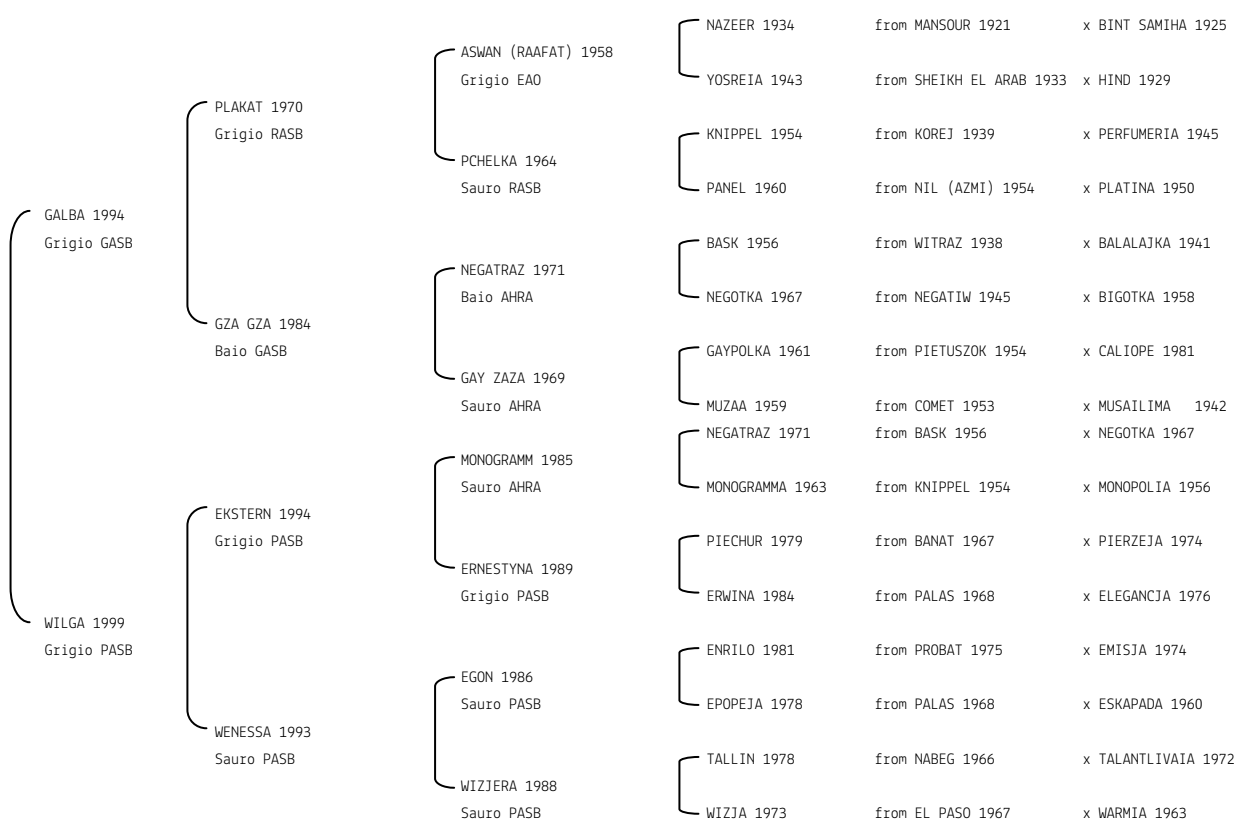 NAZEER 1934 from MANSOUR 1921 x BINT SAMIHA 1925
ASWAN (RAAFAT) 1958
Grigio EAO YOSREIA 1943 from SHEIKH EL ARAB 1933 x HIND 1929
PLAKAT 1970
Grigio RASB KNIPPEL 1954 from KOREJ 1939 x PERFUMERIA 1945
PCHELKA 1964
Sauro RASB PANEL 1960 from NIL (AZMI) 1954 x PLATINA 1950
GALBA 1994
Grigio GASB BASK 1956 from WITRAZ 1938 x BALALAJKA 1941
NEGATRAZ 1971
Baio AHRA NEGOTKA 1967 from NEGATIW 1945 x BIGOTKA 1958
GZA GZA 1984
Baio GASB GAYPOLKA 1961 from PIETUSZOK 1954 x CALIOPE 1981
GAY ZAZA 1969
Sauro AHRA MUZAA 1959 from COMET 1953 x MUSAILIMA 1942
NEGATRAZ 1971 from BASK 1956 x NEGOTKA 1967
MONOGRAMM 1985
Sauro AHRA MONOGRAMMA 1963 from KNIPPEL 1954 x MONOPOLIA 1956
EKSTERN 1994
Grigio PASB PIECHUR 1979 from BANAT 1967 x PIERZEJA 1974
ERNESTYNA 1989
Grigio PASB ERWINA 1984 from PALAS 1968 x ELEGANCJA 1976
WILGA 1999
Grigio PASB ENRILO 1981 from PROBAT 1975 x EMISJA 1974
EGON 1986
Sauro PASB EPOPEJA 1978 from PALAS 1968 x ESKAPADA 1960
WENESSA 1993
Sauro PASB TALLIN 1978 from NABEG 1966 x TALANTLIVAIA 1972
WIZJERA 1988
Sauro PASB WIZJA 1973 from EL PASO 1967 x WARMIA 1963